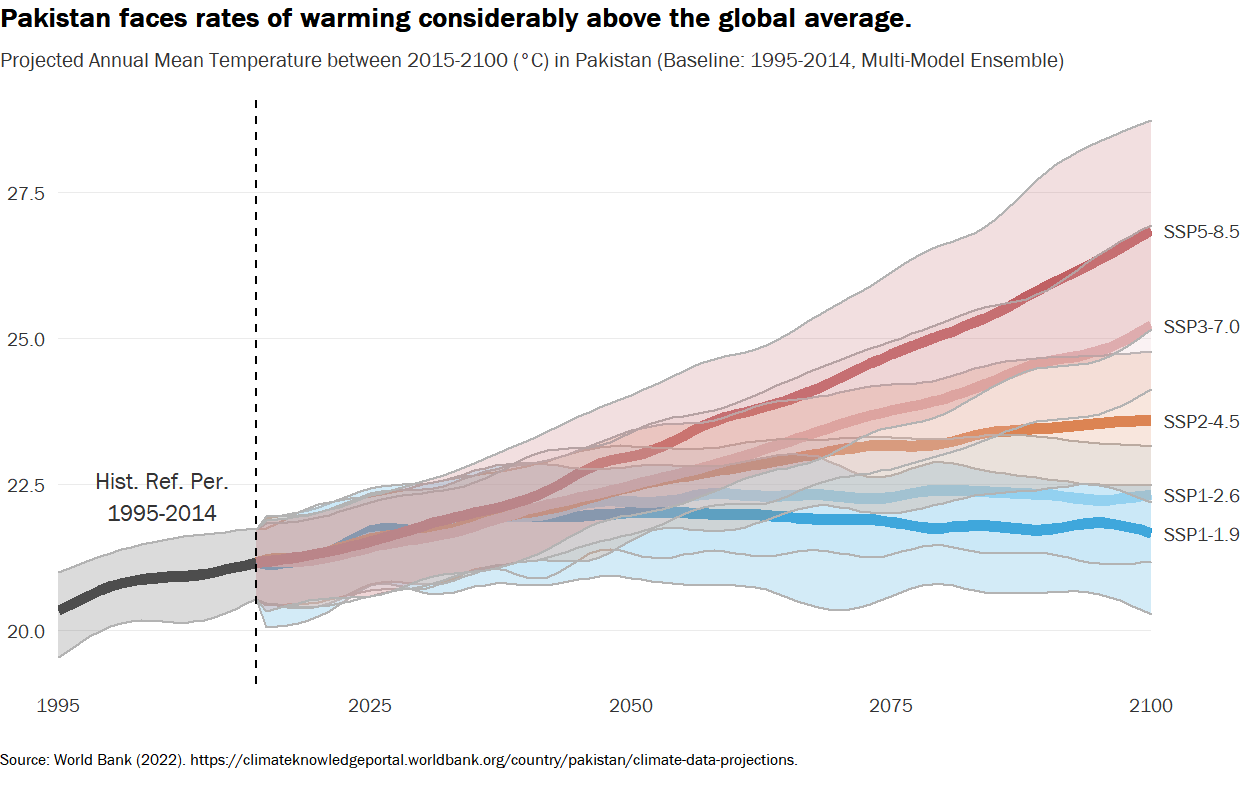 Pakistan faces rates of warming considerably above the global average.
Projected Annual Mean Temperature between 2015-2100 (°C) in Pakistan (Baseline: 1995-2014, Multi-Model Ensemble)
27.5
SSP5-8.5
SSP3-7.0
25.0
SSP2-4.5
Hist. Ref. Per.
1995-2014
22.5
SSP1-2.6
SSP1-1.9
20.0
1995
2025
2050
2075
2100
Source: World Bank (2022). https://climateknowledgeportal.worldbank.org/country/pakistan/climate-data-projections.